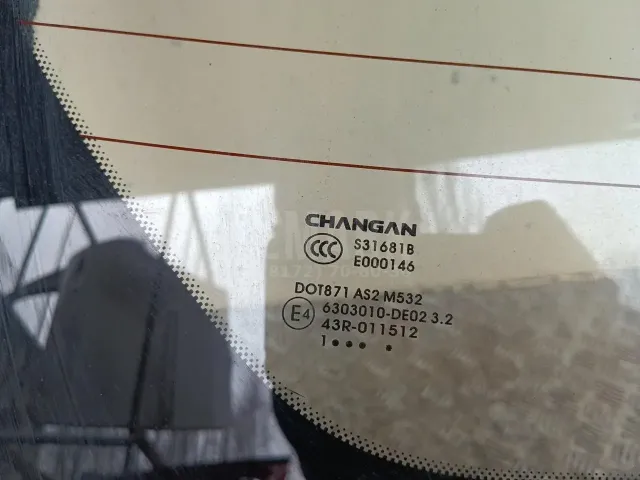 CHANGAN
CCC S31681B
E000146
DOT871 AS2 M532
E4 6303010-DE02 3.2
43R-011512
1●●● ●